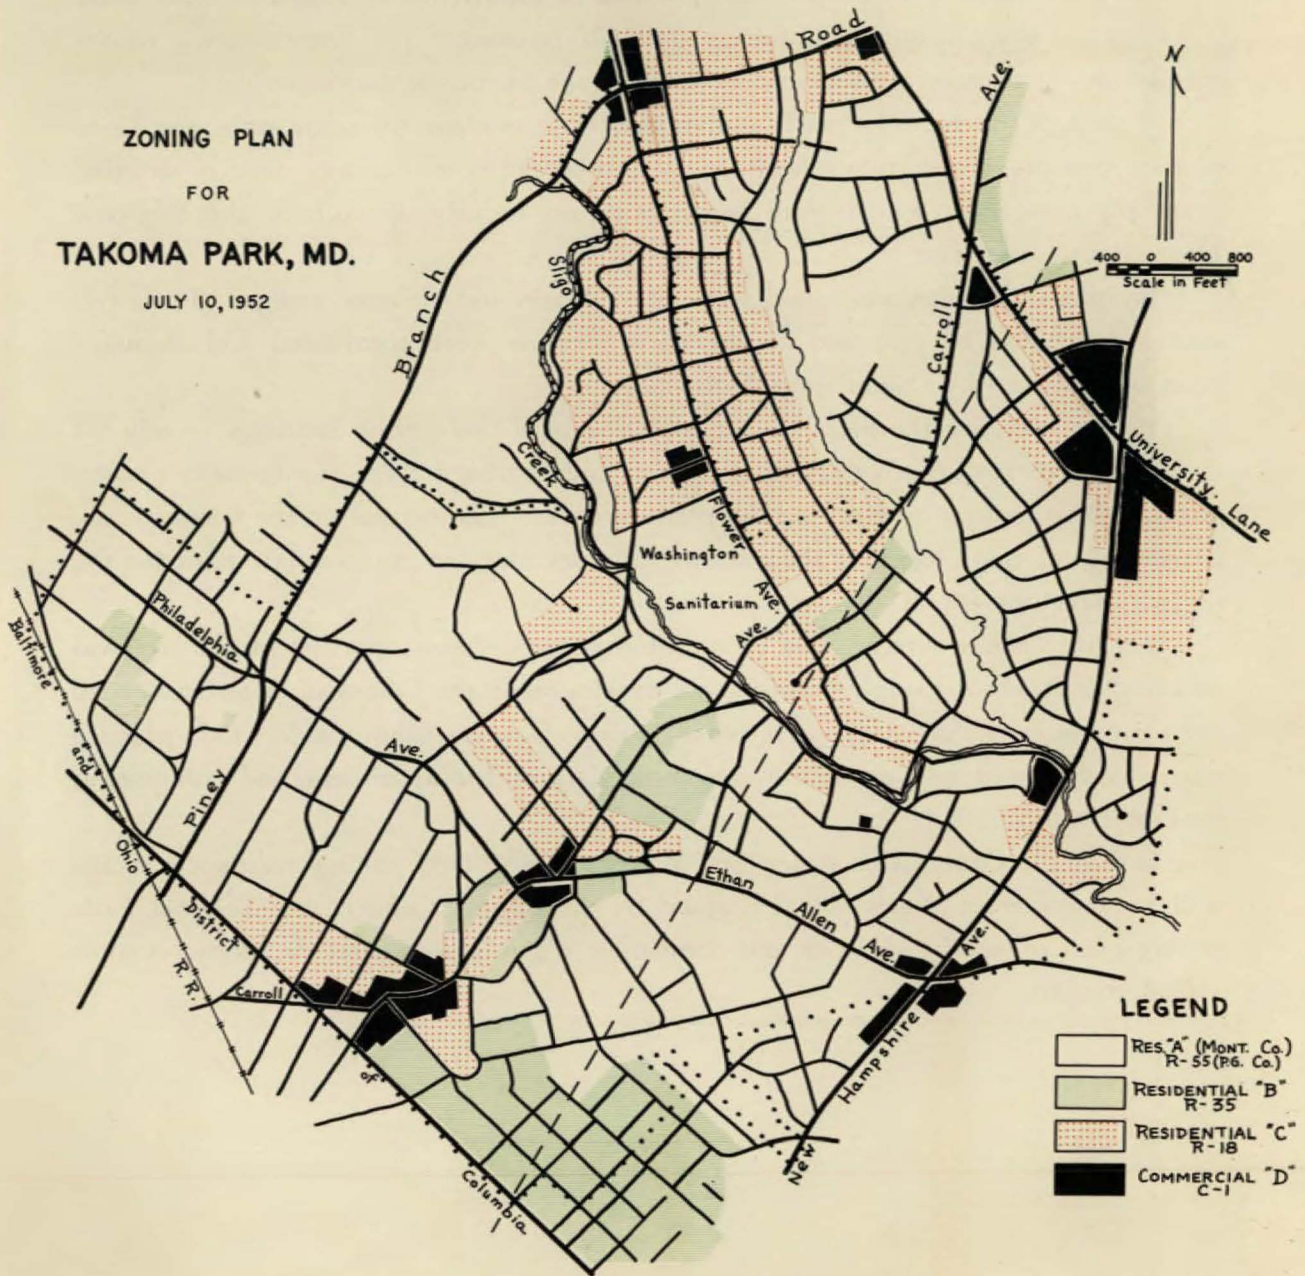 ZONING PLAN
FOR
TAKOMA PARK, MD.
JULY 10, 1952
Road
Ave.
N
400 0 400 800
Scale in Feet
Branch
Sligo
Creek
Carroll
University
Lane
Flower
Ave.
Washington
Sanitarium
Ave.
Philadelphia
Ave.
Baltimore
and
Ohio
R. R.
Piney
District
of
Columbia
Carroll
Ethan
Allen
Ave.
New
Hampshire
Ave.
LEGEND
RES. "A" (MONT. Co.)
R-55 (P.G. Co.)
RESIDENTIAL "B"
R-35
RESIDENTIAL "C"
R-18
COMMERCIAL "D"
C-1